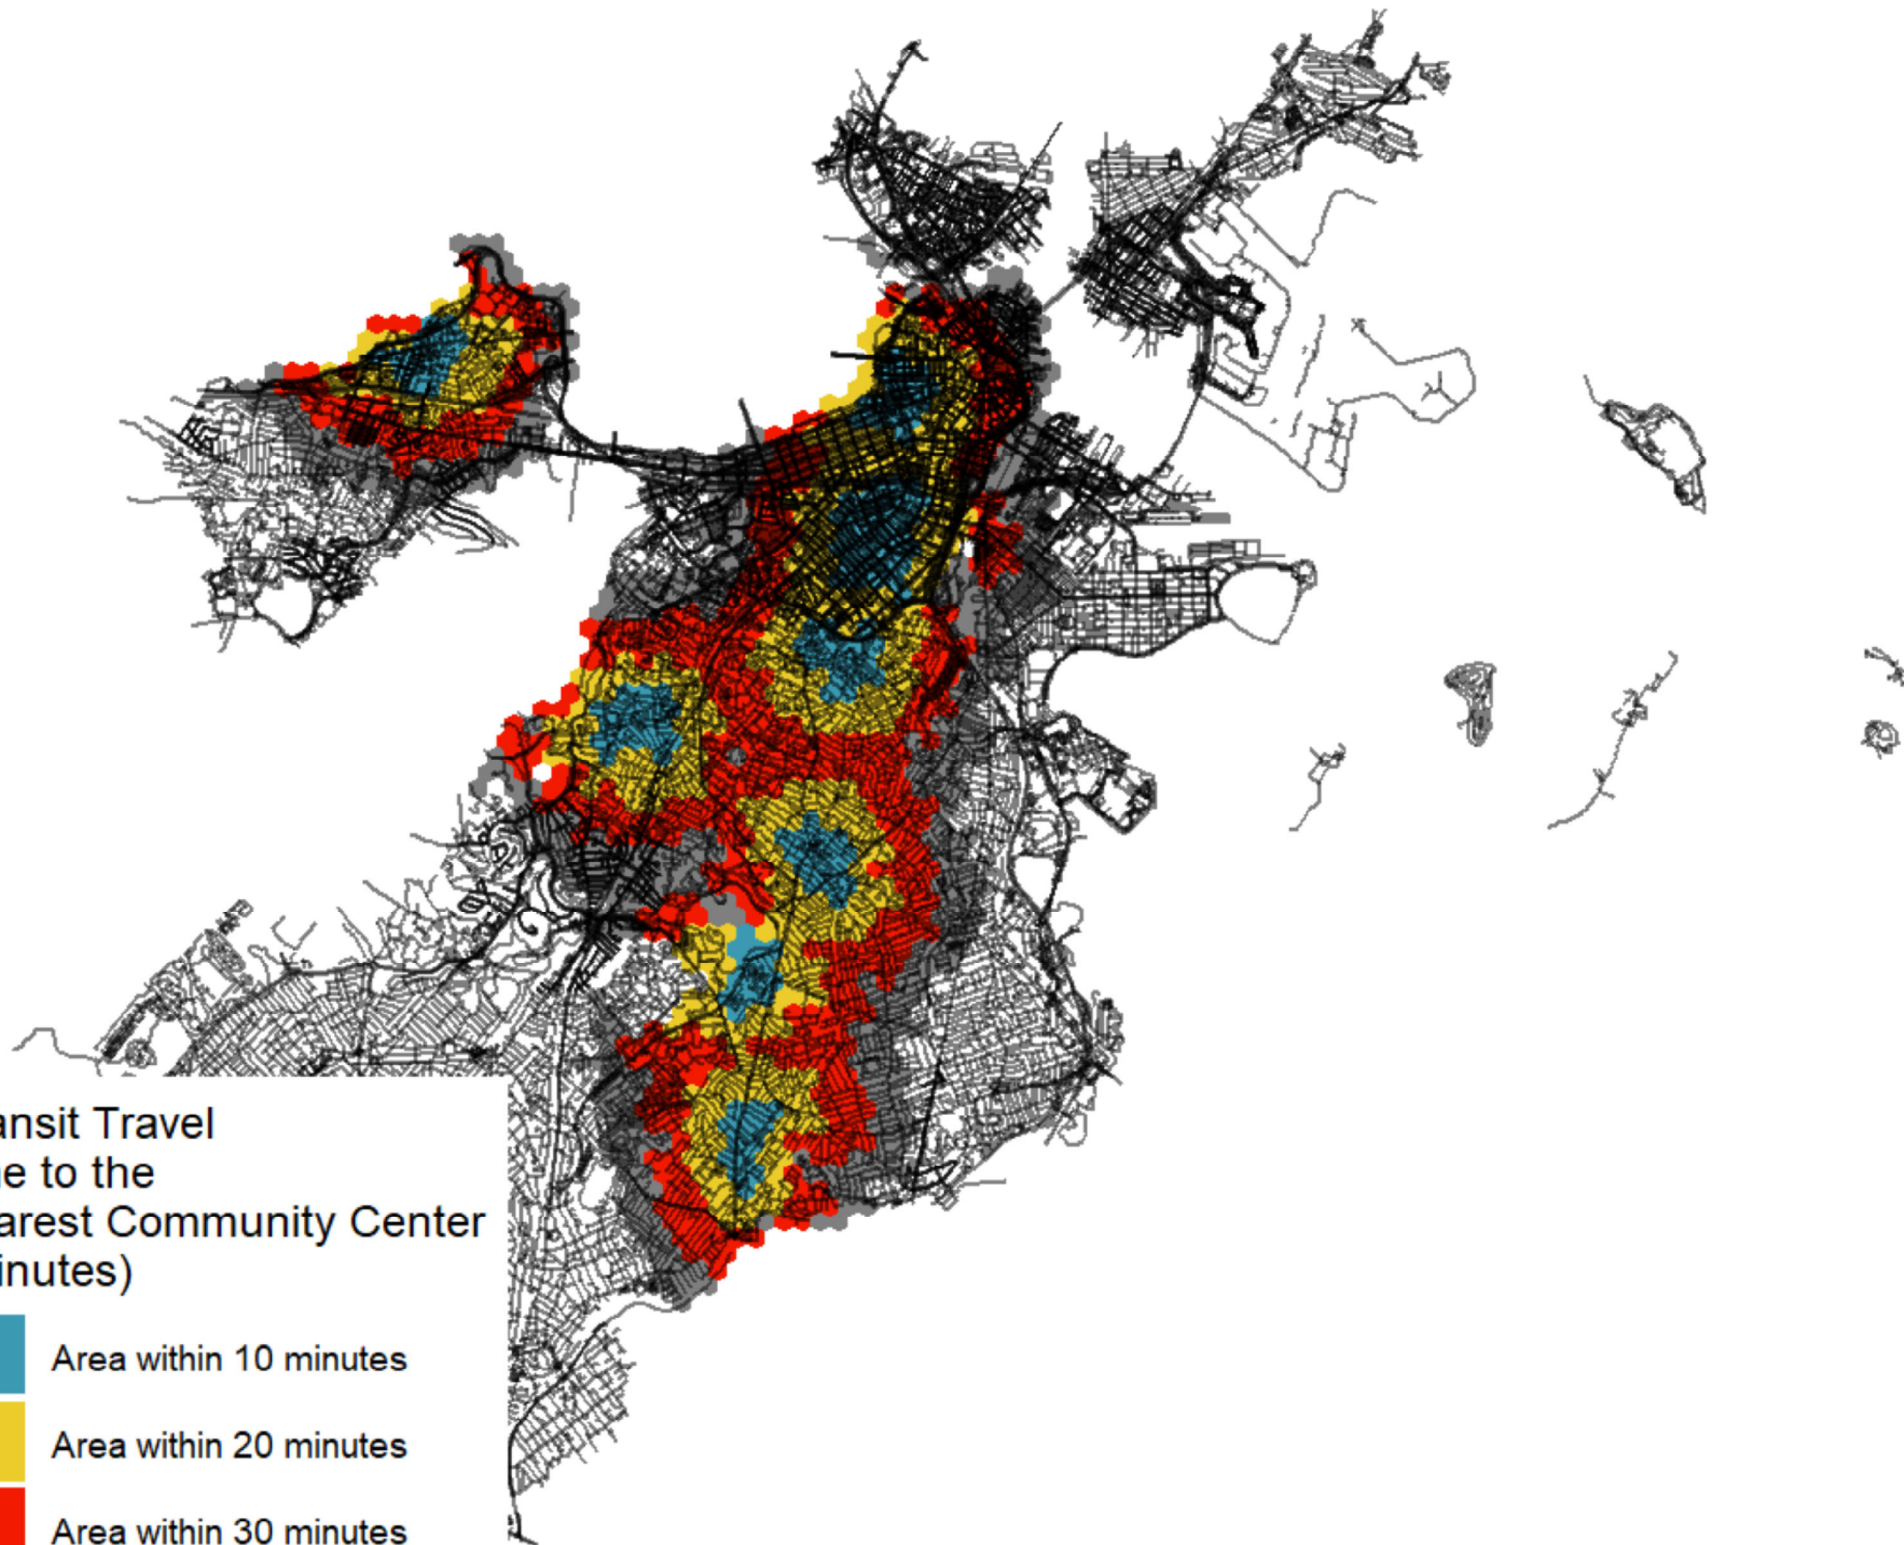 ansit Travel
e to the
arest Community Center
inutes)
Area within 10 minutes
Area within 20 minutes
Area within 30 minutes